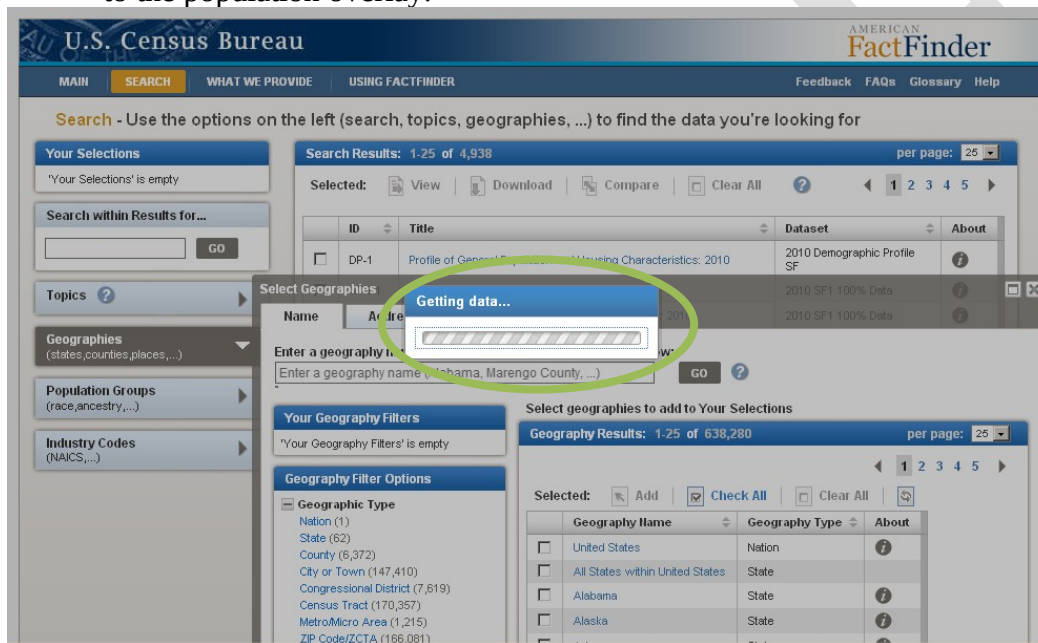 to the population overlay.
U.S. Census Bureau
AMERICAN
FactFinder
MAIN SEARCH WHAT WE PROVIDE USING FACTFINDER Feedback FAQs Glossary Help
Search - Use the options on the left (search, topics, geographies, ...) to find the data you're looking for
Your Selections
'Your Selections' is empty
Search within Results for...
GO
Topics ?
Geographies
(states,counties,places,...)
Population Groups
(race,ancestry,...)
Industry Codes
(NAICS,...)
Search Results: 1-25 of 4,938 per page: 25
Selected: View Download Compare Clear All ? 1 2 3 4 5
ID Title Dataset About
DP-1 Profile of General Housing Characteristics: 2010 2010 Demographic Profile
SF
2010 SF1 100% Data
2010 SF1 100% Data
Select Geographies
Getting data...
Name
Enter a geography
Enter a geography name (Alabama, Marengo County, ...) GO ?
Your Geography Filters
'Your Geography Filters' is empty
Geography Filter Options
Geographic Type
Nation (1)
State (62)
County (6,372)
City or Town (147,410)
Congressional District (7,619)
Census Tract (170,357)
Metro/Micro Area (1,215)
ZIP Code/ZCTA (166,081)
Select geographies to add to Your Selections
Geography Results: 1-25 of 638,280 per page: 25
1 2 3 4 5
Selected: Add Check All Clear All
Geography Name Geography Type About
United States Nation
All States within United States State
Alabama State
Alaska State